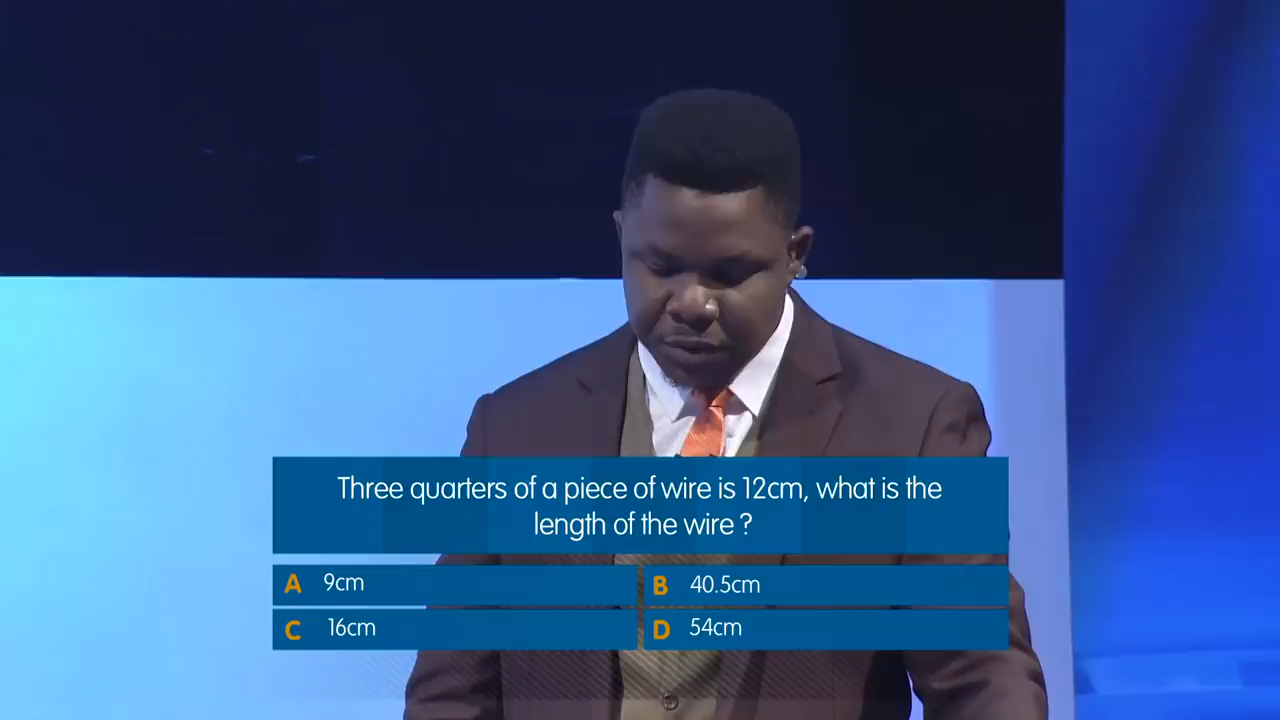 Three quarters of a piece of wire is 12cm, what is the
length of the wire ?
A 9cm
B 40.5cm
C 16cm
D 54cm